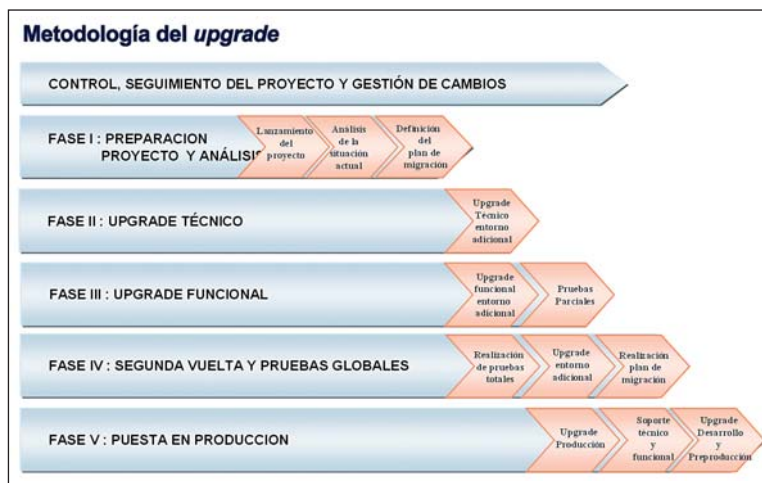 Metodología del upgrade
CONTROL, SEGUIMIENTO DEL PROYECTO Y GESTIÓN DE CAMBIOS
FASE I : PREPARACION
PROYECTO Y ANÁLISIS
Lanzamiento
del
proyecto
Análisis
de la
situación
actual
Definición
del
plan de
migración
FASE II : UPGRADE TÉCNICO
Upgrade
Técnico
entorno
adicional
FASE III : UPGRADE FUNCIONAL
Upgrade
funcional
entorno
adicional
Pruebas
Parciales
FASE IV : SEGUNDA VUELTA Y PRUEBAS GLOBALES
Realización
de pruebas
totales
Upgrade
entorno
adicional
Realización
plan de
migración
FASE V : PUESTA EN PRODUCCION
Upgrade
Producción
Soporte
técnico
y
funcional
Upgrade
Desarrollo
y
Preproducción